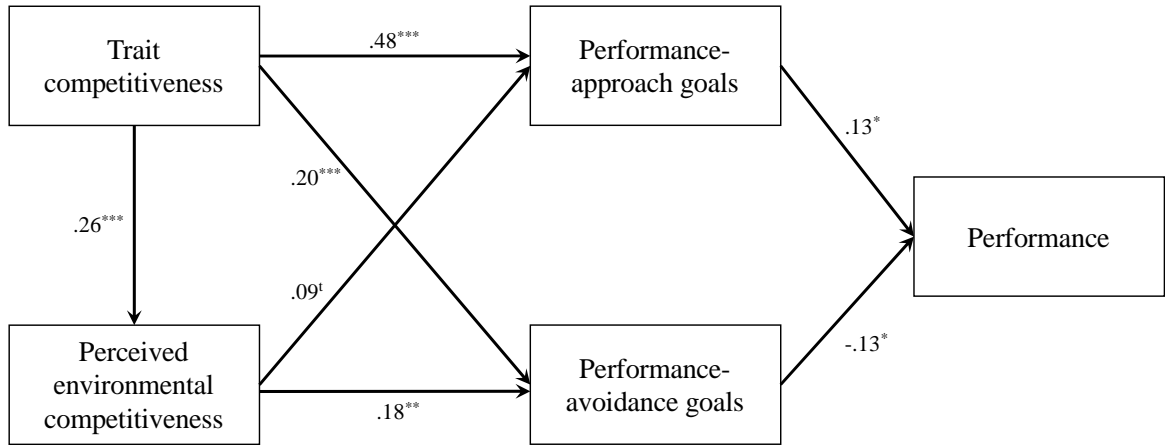 Trait
competitiveness
.48***
Performance-
approach goals
.13*
.20***
.26***
Performance
.09ᵗ
-.13*
Perceived
environmental
competitiveness
.18**
Performance-
avoidance goals